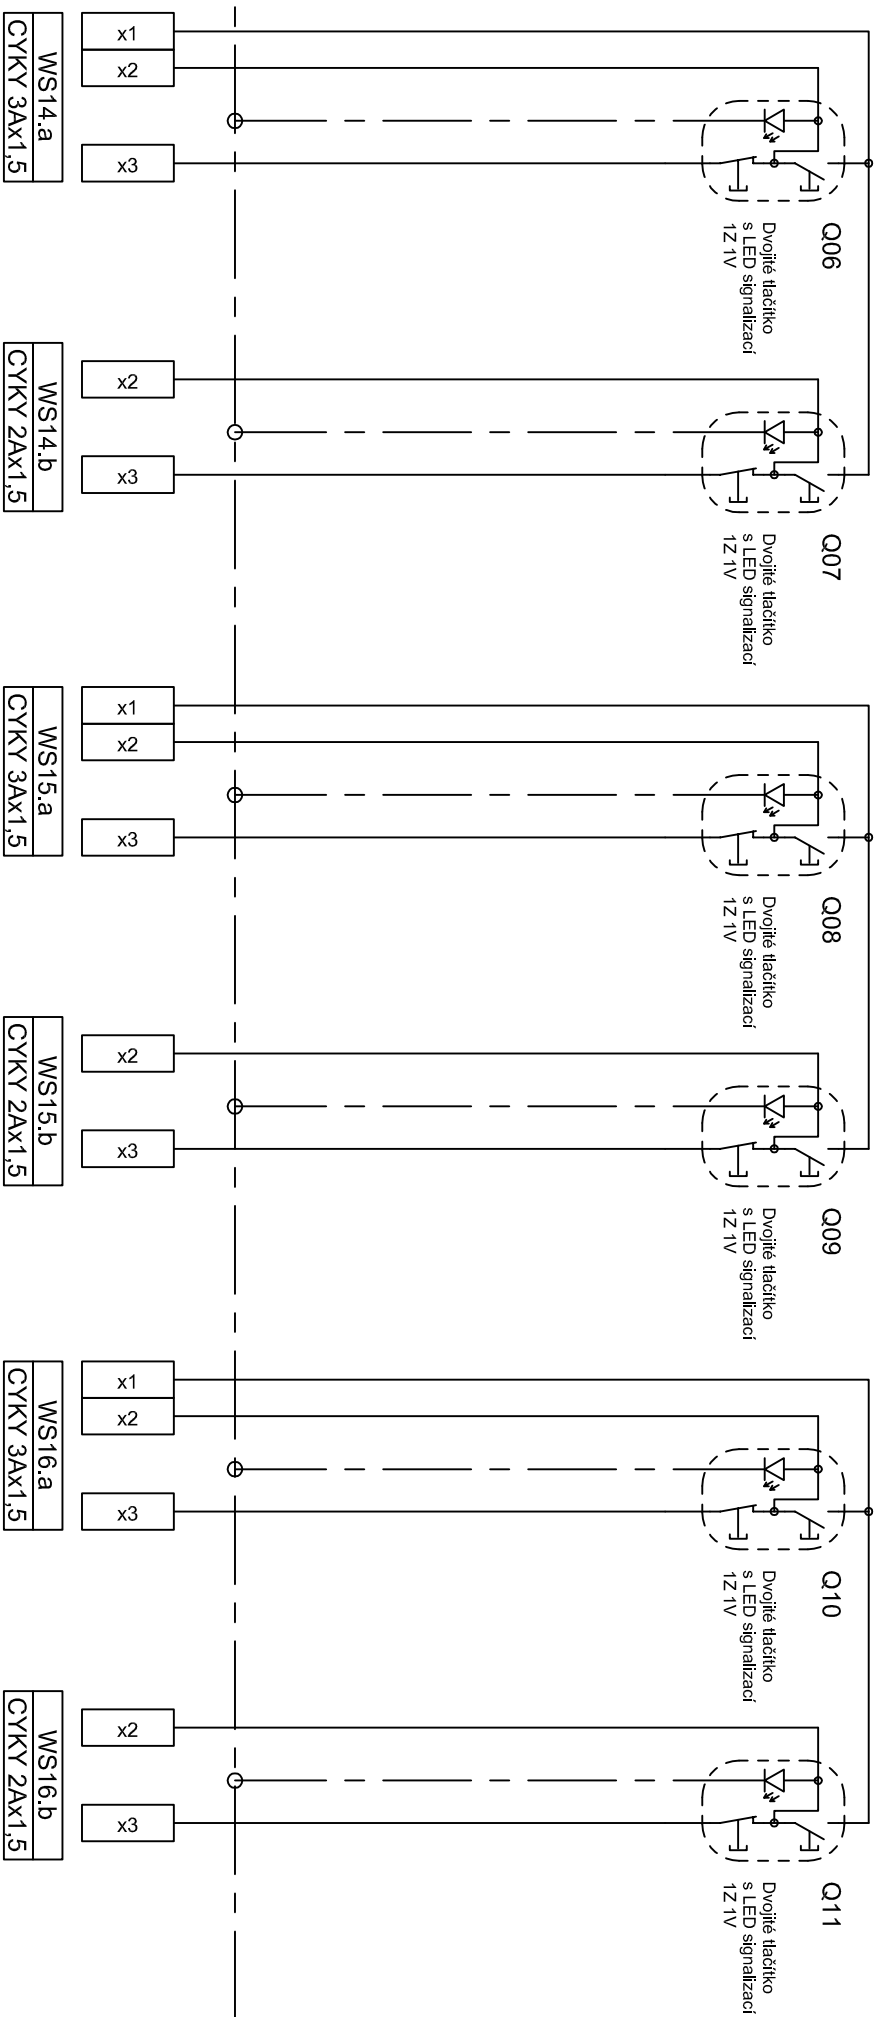 x1
x2
x3
WS14.a
CYKY 3Ax1,5
Q06
Dvojité tlačítko
s LED signalizací
1Z 1V
x2
x3
WS14.b
CYKY 2Ax1,5
Q07
Dvojité tlačítko
s LED signalizací
1Z 1V
x1
x2
x3
WS15.a
CYKY 3Ax1,5
Q08
Dvojité tlačítko
s LED signalizací
1Z 1V
x2
x3
WS15.b
CYKY 2Ax1,5
Q09
Dvojité tlačítko
s LED signalizací
1Z 1V
x1
x2
x3
WS16.a
CYKY 3Ax1,5
Q10
Dvojité tlačítko
s LED signalizací
1Z 1V
x2
x3
WS16.b
CYKY 2Ax1,5
Q11
Dvojité tlačítko
s LED signalizací
1Z 1V